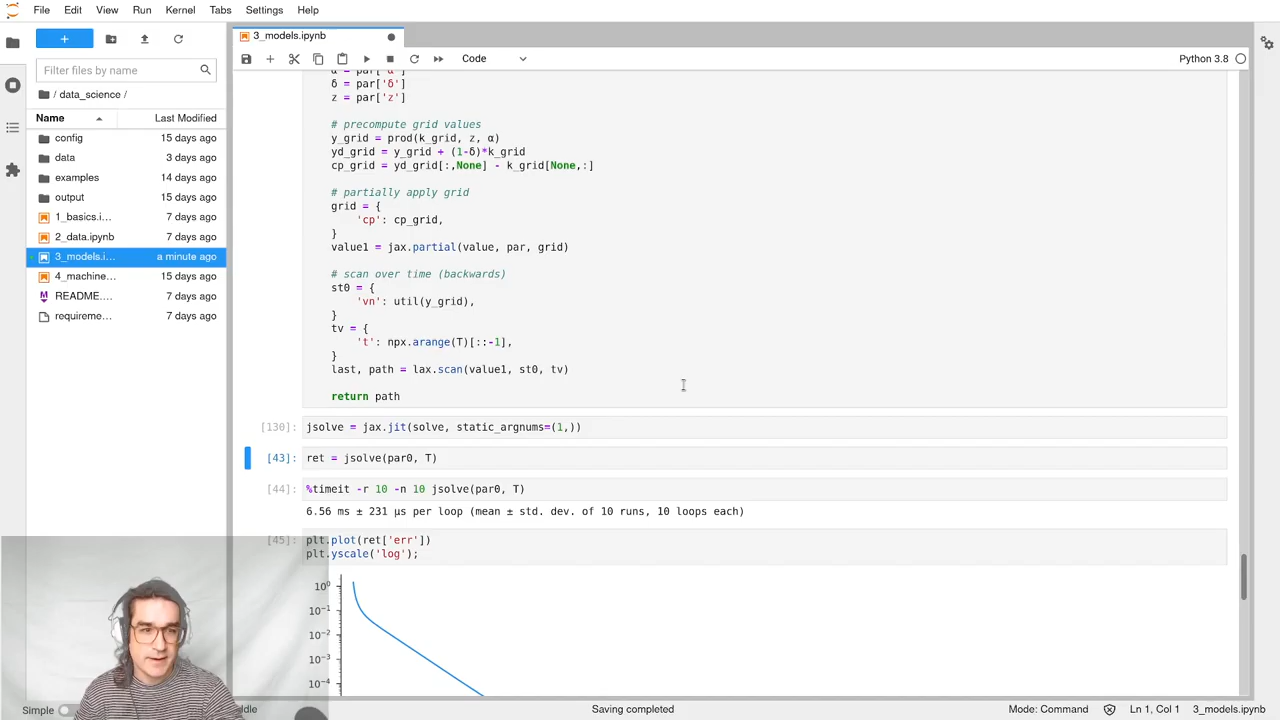 File Edit View Run Kernel Tabs Settings Help
3_models.ipynb
Filter files by name
Code
Python 3.8
/ data_science /
Name Last Modified
config 15 days ago
data 3 days ago
examples 14 days ago
output 15 days ago
1_basics.i... 7 days ago
2_data.ipynb 7 days ago
3_models.i... a minute ago
4_machine... 15 days ago
README.... 7 days ago
requireme... 7 days ago
α = par['α']
δ = par['δ']
z = par['z']
# precompute grid values
y_grid = prod(k_grid, z, α)
yd_grid = y_grid + (1-δ)*k_grid
cp_grid = yd_grid[:,None] - k_grid[None,:]
# partially apply grid
grid = {
'cp': cp_grid,
}
value1 = jax.partial(value, par, grid)
# scan over time (backwards)
st0 = {
'vn': util(y_grid),
}
tv = {
't': npx.arange(T)[::-1],
}
last, path = lax.scan(value1, st0, tv)
return path
[130]: jsolve = jax.jit(solve, static_argnums=(1,))
[43]: ret = jsolve(par0, T)
[44]: %timeit -r 10 -n 10 jsolve(par0, T)
6.56 ms ± 231 µs per loop (mean ± std. dev. of 10 runs, 10 loops each)
[45]: plt.plot(ret['err'])
plt.yscale('log');
10⁰
10⁻¹
10⁻²
10⁻³
10⁻⁴
Simple
Saving completed
Mode: Command
Ln 1, Col 1
3_models.ipynb